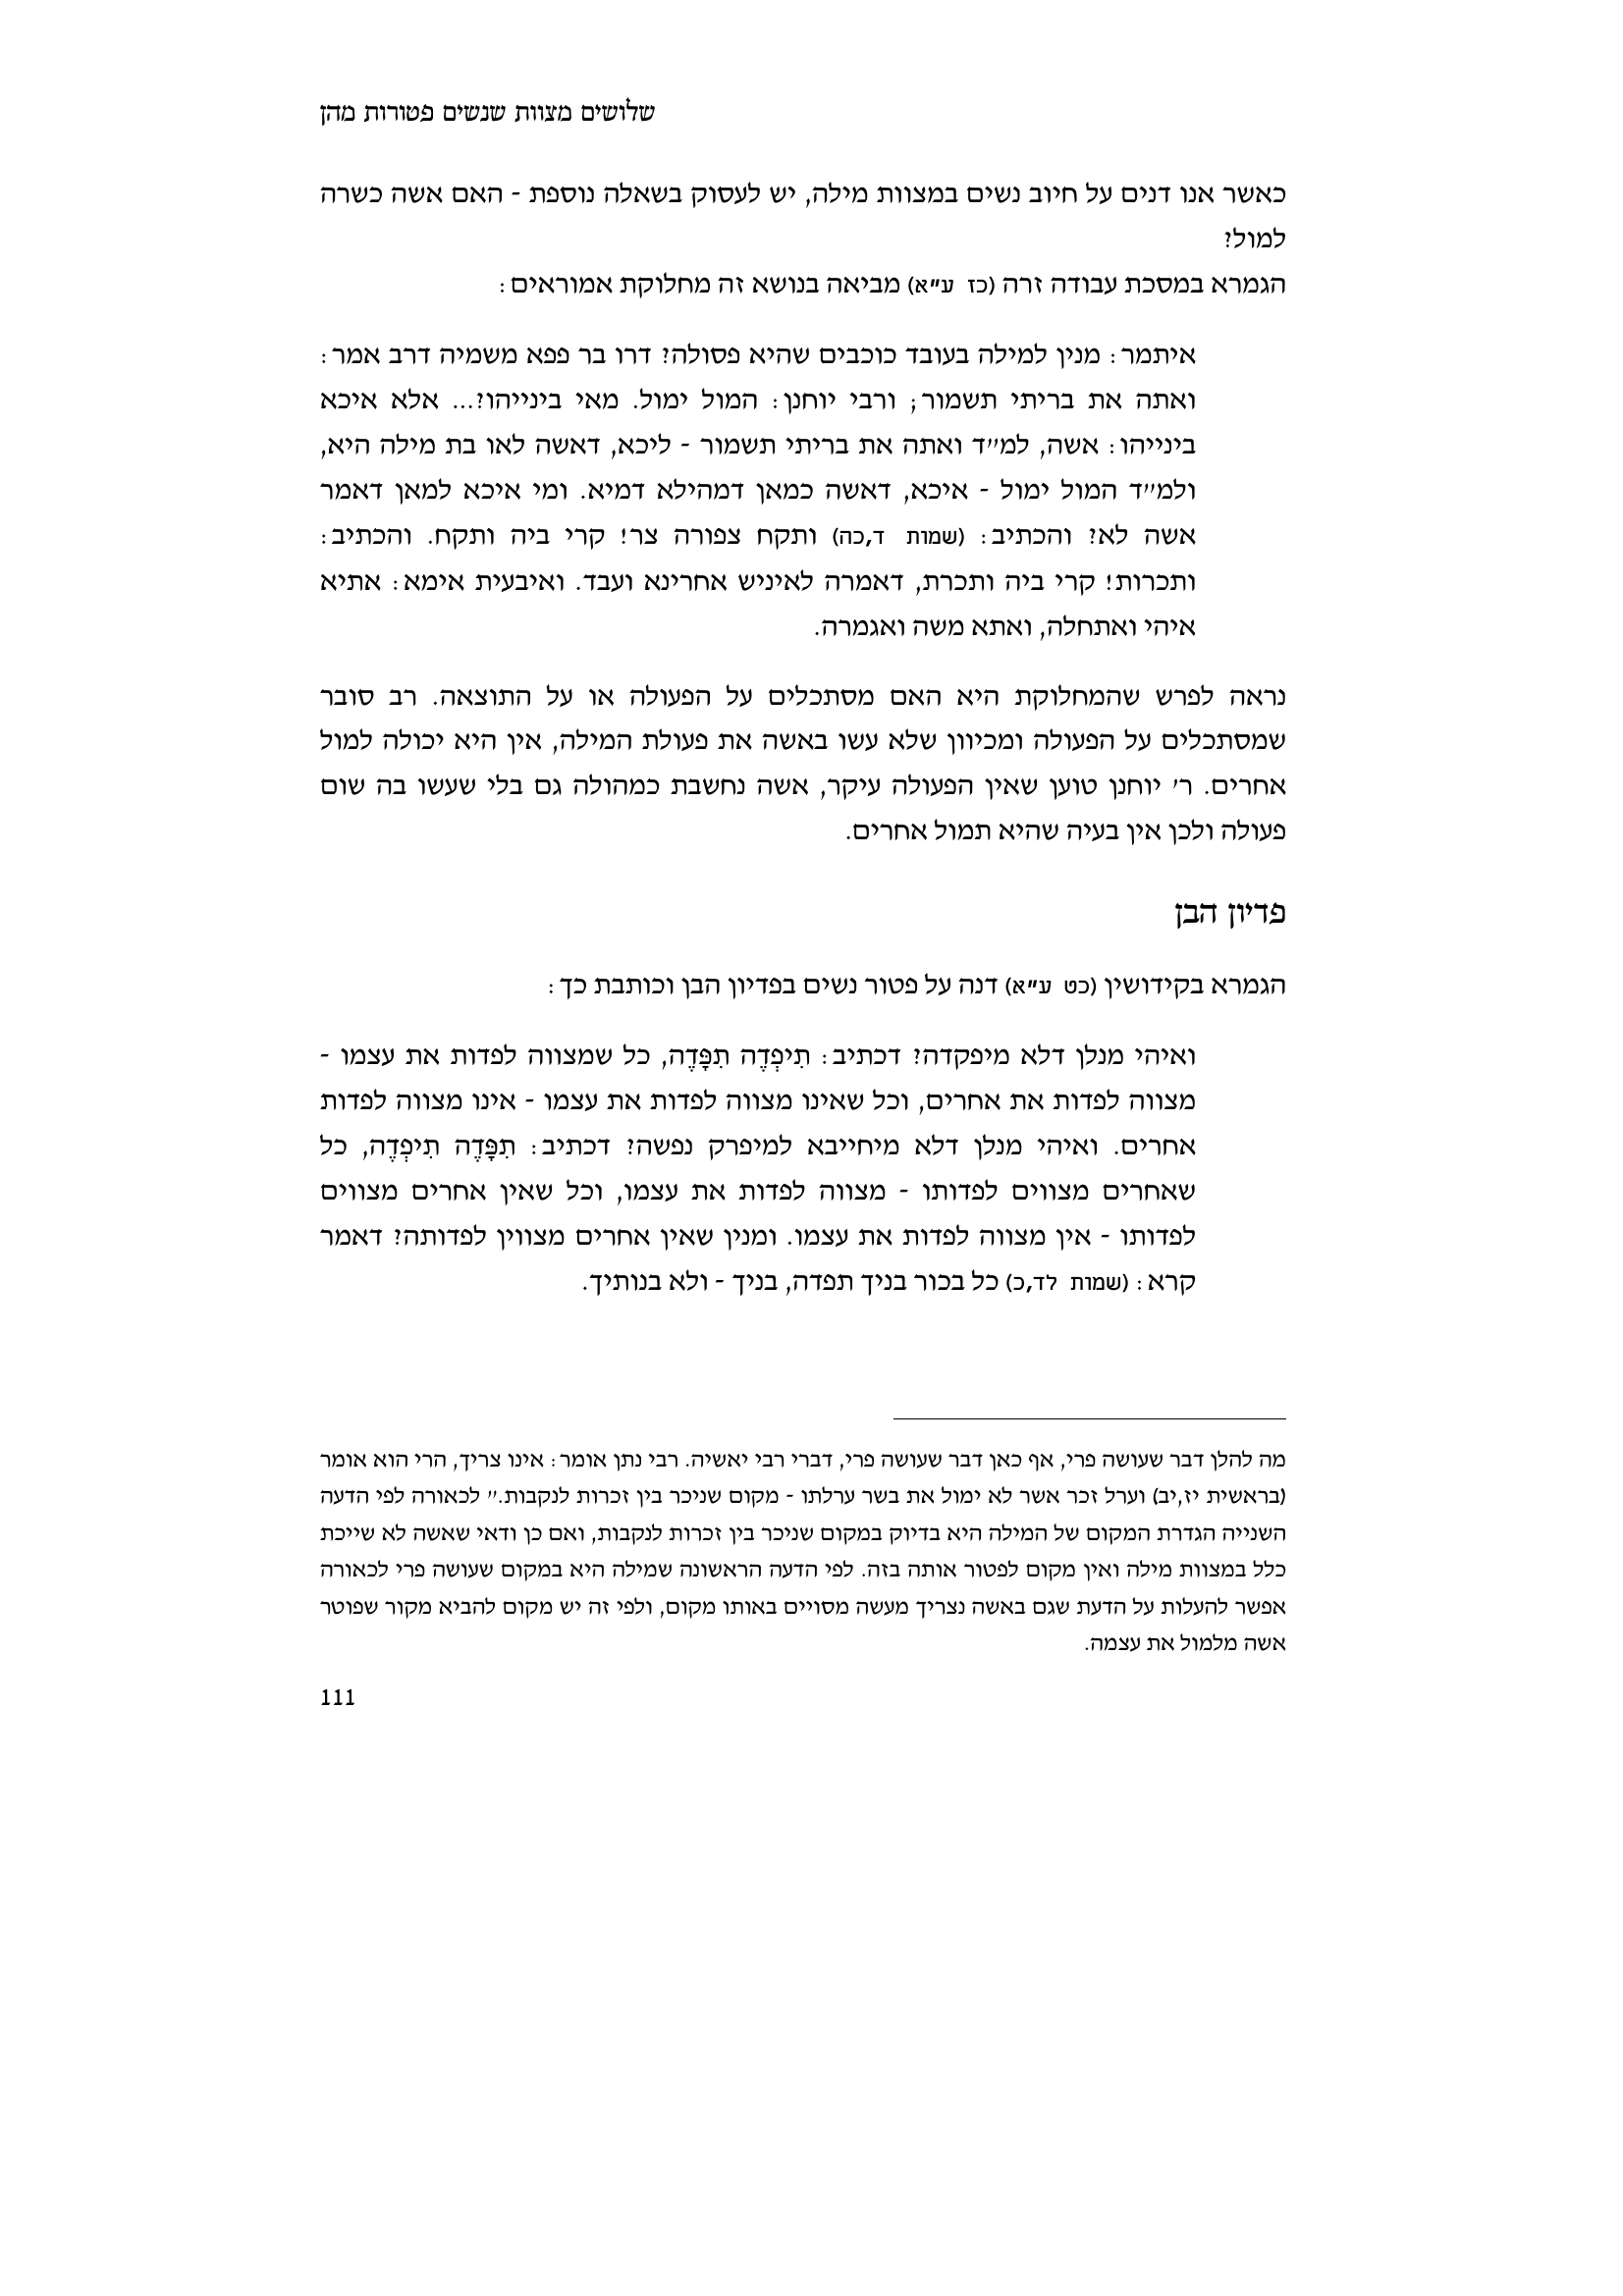 שלושים מצוות שנשים פטורות מהן
כאשר אנו דנים על חיוב נשים במצוות מילה, יש לעסוק בשאלה נוספת - האם אשה כשרה
למול?
הגמרא במסכת עבודה זרה (כז ע"א) מביאה בנושא זה מחלוקת אמוראים:
איתמר: מנין למילה בעובד כוכבים שהיא פסולה? דרו בר פפא משמיה דרב אמר:
ואתה את בריתי תשמור; ורבי יוחנן: המול ימול. מאי בינייהו?... אלא איכא
בינייהו: אשה, למ"ד ואתה את בריתי תשמור - ליכא, דאשה לאו בת מילה היא,
ולמ"ד המול ימול - איכא, דאשה כמאן דמהילא דמיא. ומי איכא למאן דאמר
אשה לא? והכתיב: (שמות ד,כה) ותקח צפורה צר! קרי ביה ותקח. והכתיב:
ותכרות! קרי ביה ותכרת, דאמרה לאיניש אחרינא ועבד. ואיבעית אימא: אתיא
איהי ואתחלה, ואתא משה ואגמרה.
נראה לפרש שהמחלוקת היא האם מסתכלים על הפעולה או על התוצאה. רב סובר
שמסתכלים על הפעולה ומכיוון שלא עשו באשה את פעולת המילה, אין היא יכולה למול
אחרים. ר' יוחנן טוען שאין הפעולה עיקר, אשה נחשבת כמהולה גם בלי שעשו בה שום
פעולה ולכן אין בעיה שהיא תמול אחרים.
פדיון הבן
הגמרא בקידושין (כט ע"א) דנה על פטור נשים בפדיון הבן וכותבת כך:
ואיהי מנלן דלא מיפקדה? דכתיב: תִיפְדֶה תִפָּדֶה, כל שמצווה לפדות את עצמו -
מצווה לפדות את אחרים, וכל שאינו מצווה לפדות את עצמו - אינו מצווה לפדות
אחרים. ואיהי מנלן דלא מיחייבא למיפרק נפשה? דכתיב: תִפָּדֶה תִיפְדֶה, כל
שאחרים מצווים לפדותו - מצווה לפדות את עצמו, וכל שאין אחרים מצווים
לפדותו - אין מצווה לפדות את עצמו. ומנין שאין אחרים מצווין לפדותה? דאמר
קרא: (שמות לד,כ) כל בכור בניך תפדה, בניך - ולא בנותיך.
מה להלן דבר שעושה פרי, אף כאן דבר שעושה פרי, דברי רבי יאשיה. רבי נתן אומר: אינו צריך, הרי הוא אומר
(בראשית יז,יב) וערל זכר אשר לא ימול את בשר ערלתו - מקום שניכר בין זכרות לנקבות." לכאורה לפי הדעה
השנייה הגדרת המקום של המילה היא בדיוק במקום שניכר בין זכרות לנקבות, ואם כן ודאי שאשה לא שייכת
כלל במצוות מילה ואין מקום לפטור אותה בזה. לפי הדעה הראשונה שמילה היא במקום שעושה פרי לכאורה
אפשר להעלות על הדעת שגם באשה נצריך מעשה מסויים באותו מקום, ולפי זה יש מקום להביא מקור שפוטר
אשה מלמול את עצמה.
111